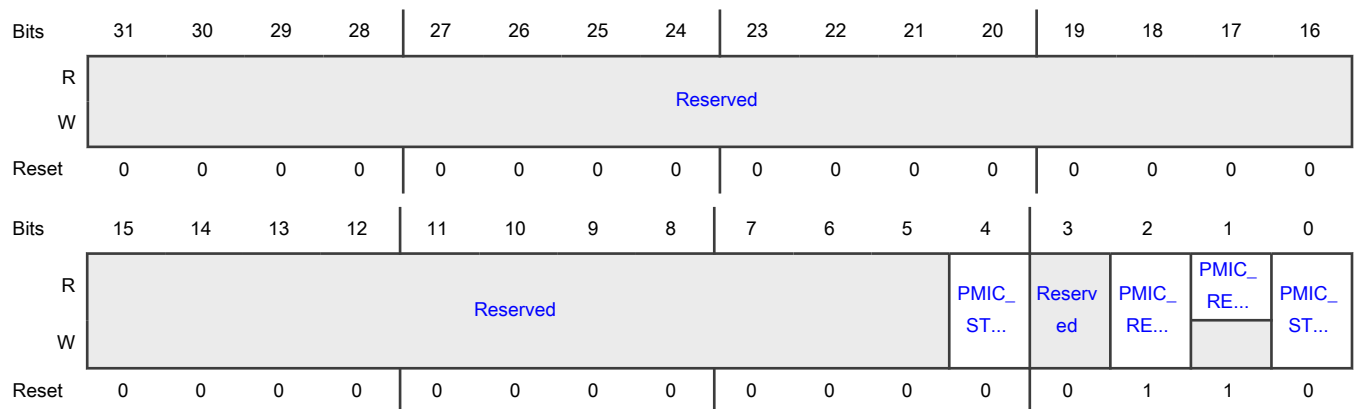 Bits 31 30 29 28 27 26 25 24 23 22 21 20 19 18 17 16
R
Reserved
W
Reset 0 0 0 0 0 0 0 0 0 0 0 0 0 0 0 0
Bits 15 14 13 12 11 10 9 8 7 6 5 4 3 2 1 0
R
Reserved
PMIC_
ST...
Reserv
ed
PMIC_
RE...
PMIC_
RE...
PMIC_
ST...
W
Reset 0 0 0 0 0 0 0 0 0 0 0 0 0 1 1 0